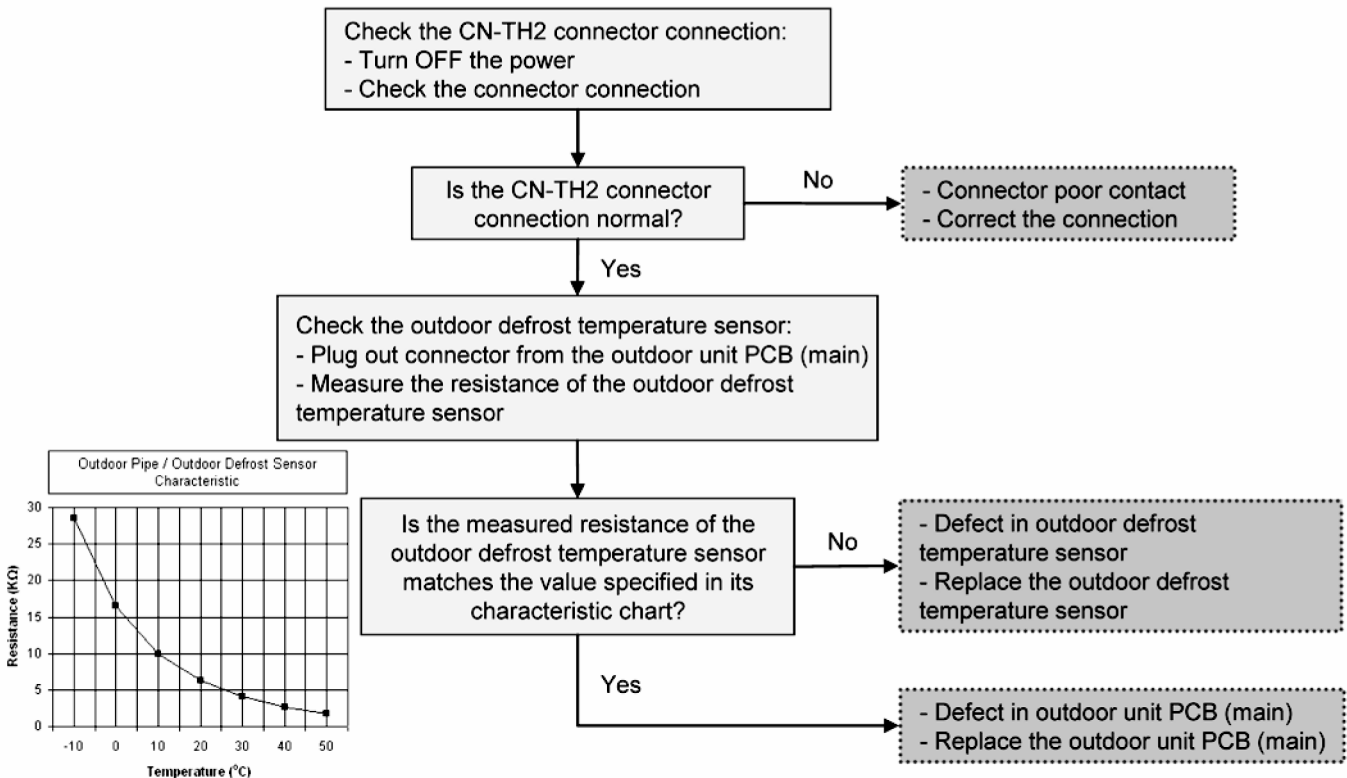 Check the CN-TH2 connector connection:
- Turn OFF the power
- Check the connector connection
Is the CN-TH2 connector
connection normal?
No
- Connector poor contact
- Correct the connection
Yes
Check the outdoor defrost temperature sensor:
- Plug out connector from the outdoor unit PCB (main)
- Measure the resistance of the outdoor defrost
temperature sensor
Outdoor Pipe / Outdoor Defrost Sensor
Characteristic
30
25
20
15
10
5
0
Resistance (KΩ)
-10 0 10 20 30 40 50
Temperature (°C)
Is the measured resistance of the
outdoor defrost temperature sensor
matches the value specified in its
characteristic chart?
No
- Defect in outdoor defrost
temperature sensor
- Replace the outdoor defrost
temperature sensor
Yes
- Defect in outdoor unit PCB (main)
- Replace the outdoor unit PCB (main)